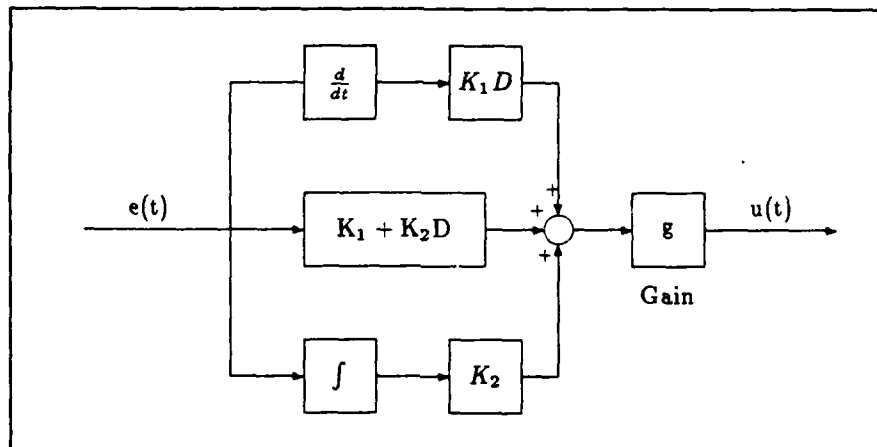 d/dt K₁D
e(t) K₁ + K₂D + + + g u(t)
Gain
∫ K₂